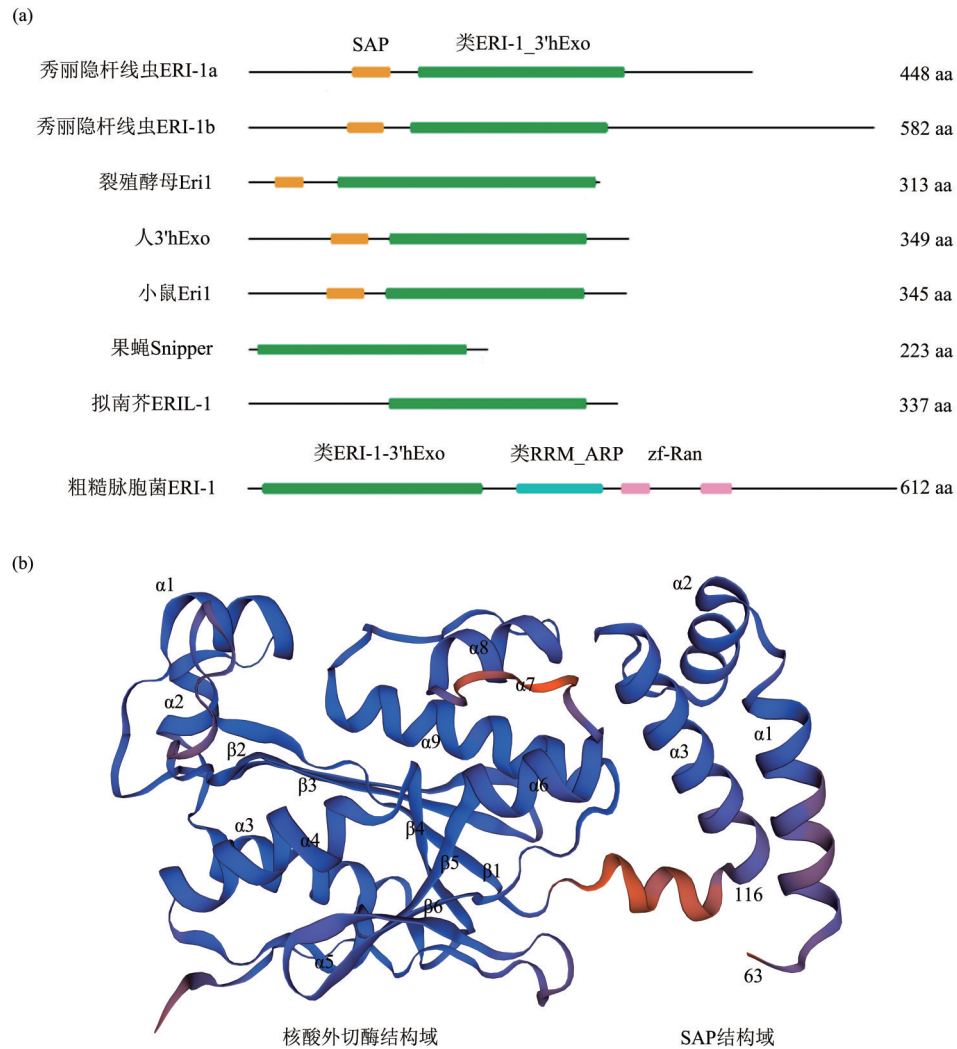 (a)
SAP 类ERI-1_3'hExo
秀丽隐杆线虫ERI-1a 448 aa
秀丽隐杆线虫ERI-1b 582 aa
裂殖酵母Eri1 313 aa
人3'hExo 349 aa
小鼠Eri1 345 aa
果蝇Snipper 223 aa
拟南芥ERIL-1 337 aa
类ERI-1-3'hExo 类RRM_ARP zf-Ran
粗糙脉胞菌ERI-1 612 aa
(b)
α1 α2
α8
α7
α2 α1
α9 α3
β2
β3 α6
α3 α4 β4
β5 β1
116
β6
α5 63
核酸外切酶结构域 SAP结构域